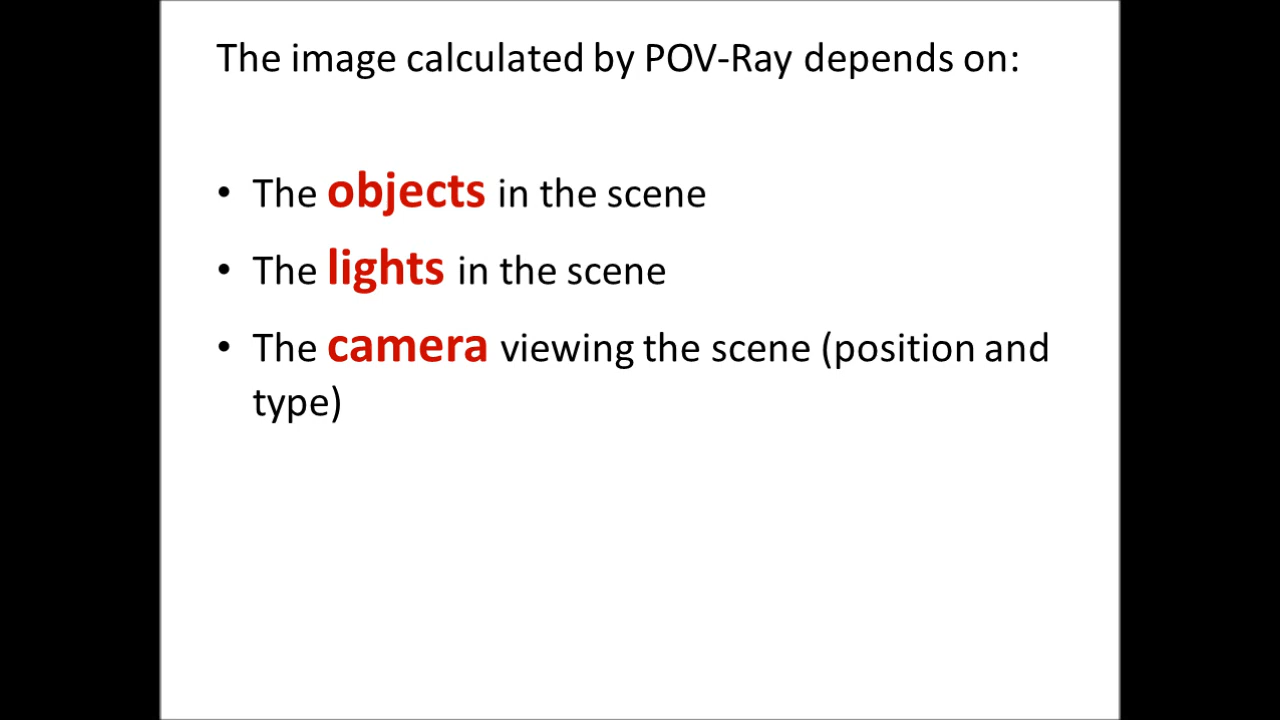 The image calculated by POV-Ray depends on:
• The objects in the scene
• The lights in the scene
• The camera viewing the scene (position and
type)